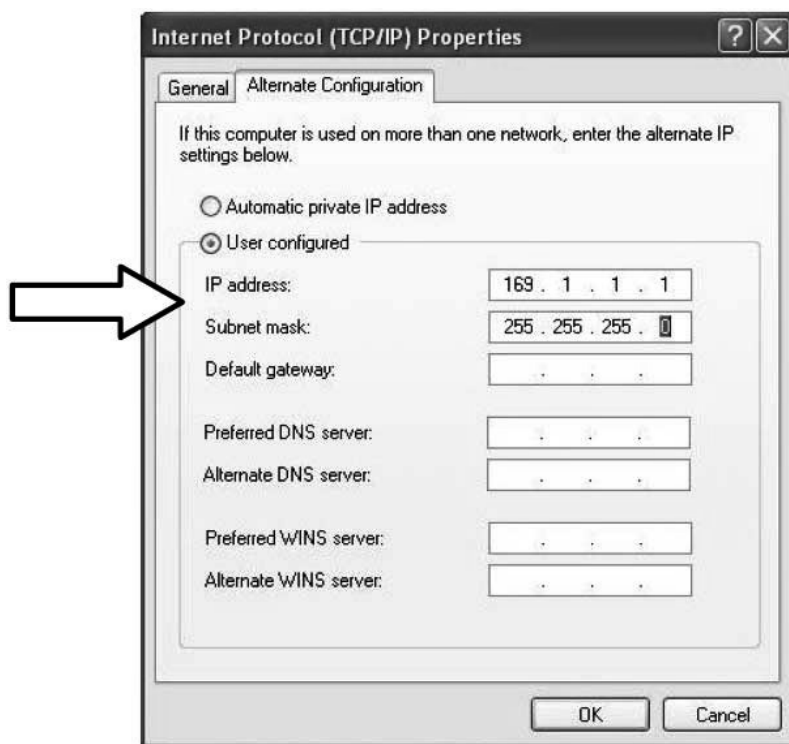 Internet Protocol (TCP/IP) Properties
General
Alternate Configuration
If this computer is used on more than one network, enter the alternate IP
settings below.
Automatic private IP address
User configured
IP address: 169 . 1 . 1 . 1
Subnet mask: 255 . 255 . 255 . 0
Default gateway: . . .
Preferred DNS server: . . .
Alternate DNS server: . . .
Preferred WINS server: . . .
Alternate WINS server: . . .
OK Cancel